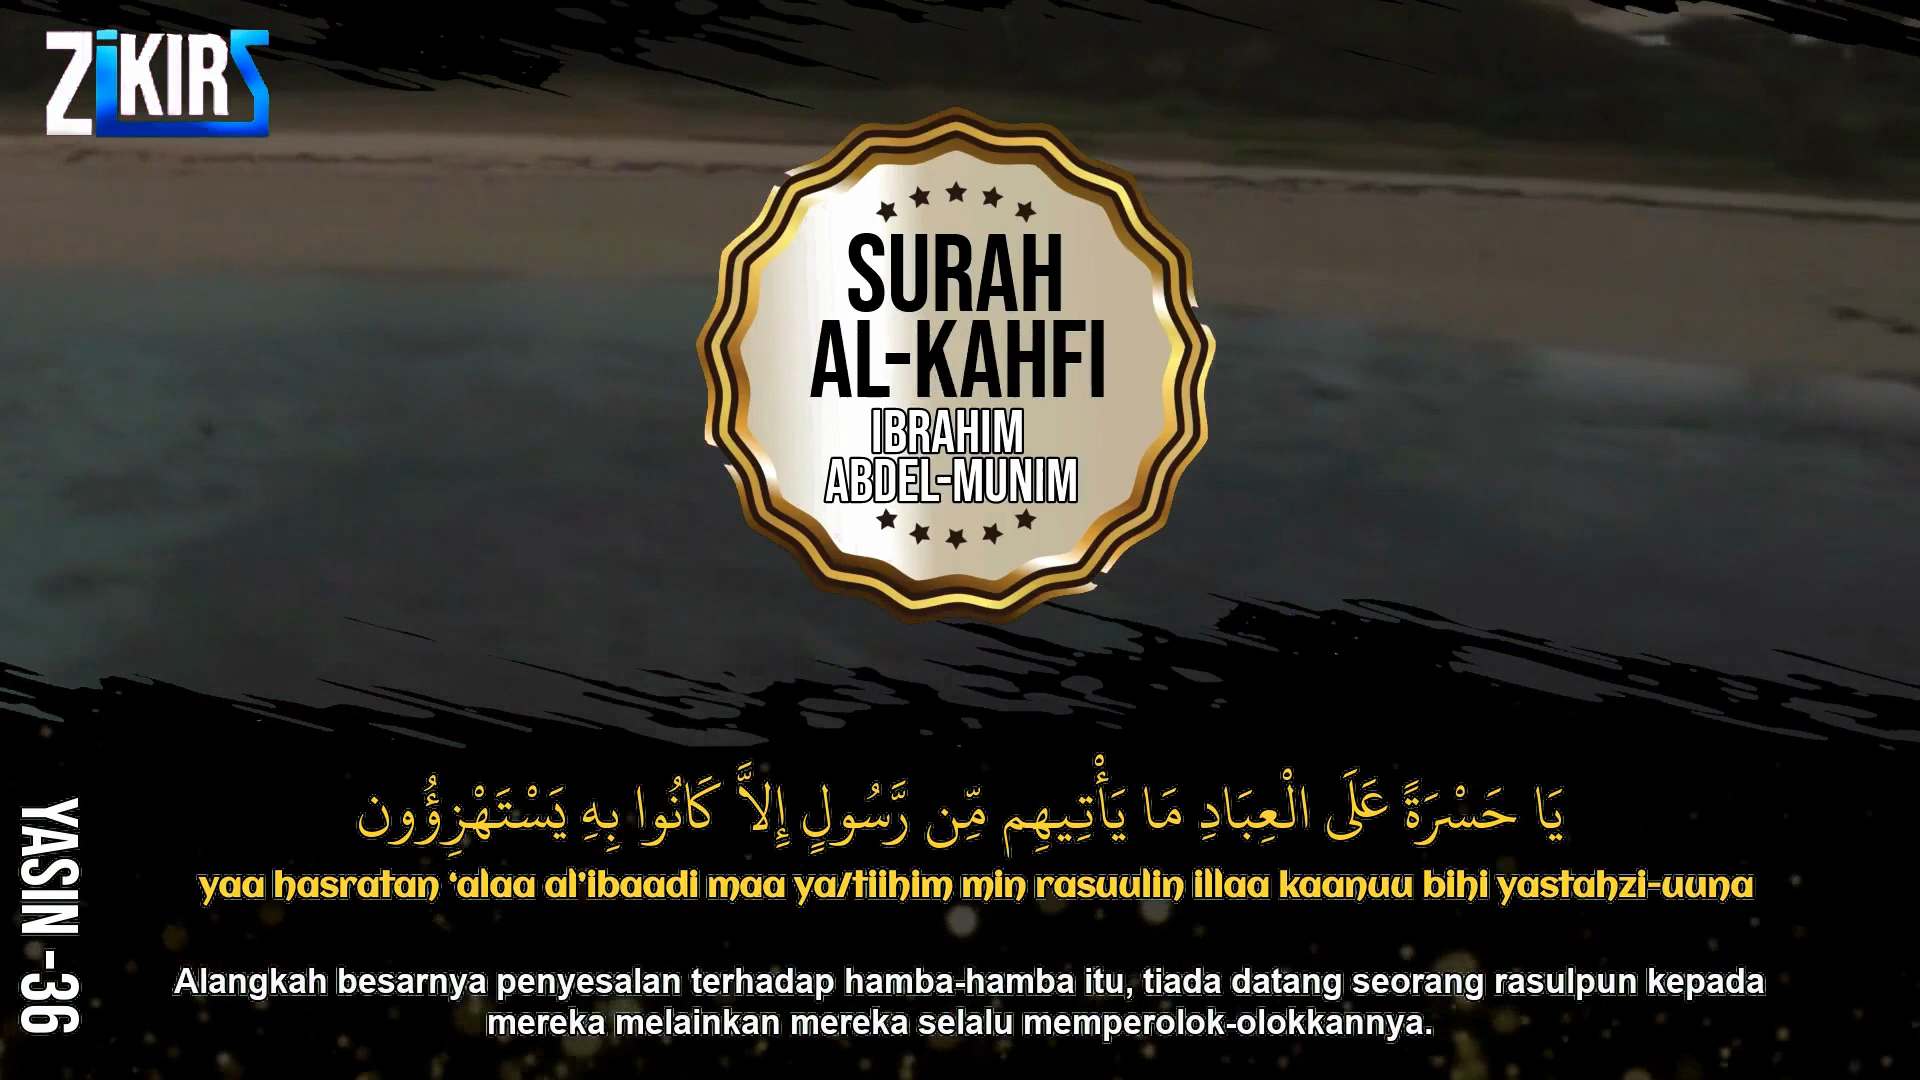 ZiKIRS
SURAH
AL-KAHFI
IBRAHIM
ABDEL-MUNIM
يَا حَسْرَةً عَلَى الْعِبَادِ مَا يَأْتِيهِم مِّن رَّسُولٍ إِلاَّ كَانُوا بِهِ يَسْتَهْزِؤُون
yaa hasratan ‘alaa al’ibaadi maa ya/tiihim min rasuulin illaa kaanuu bihi yastahzi-uuna
Alangkah besarnya penyesalan terhadap hamba-hamba itu, tiada datang seorang rasulpun kepada
mereka melainkan mereka selalu memperolok-olokkannya.
YASIN -36